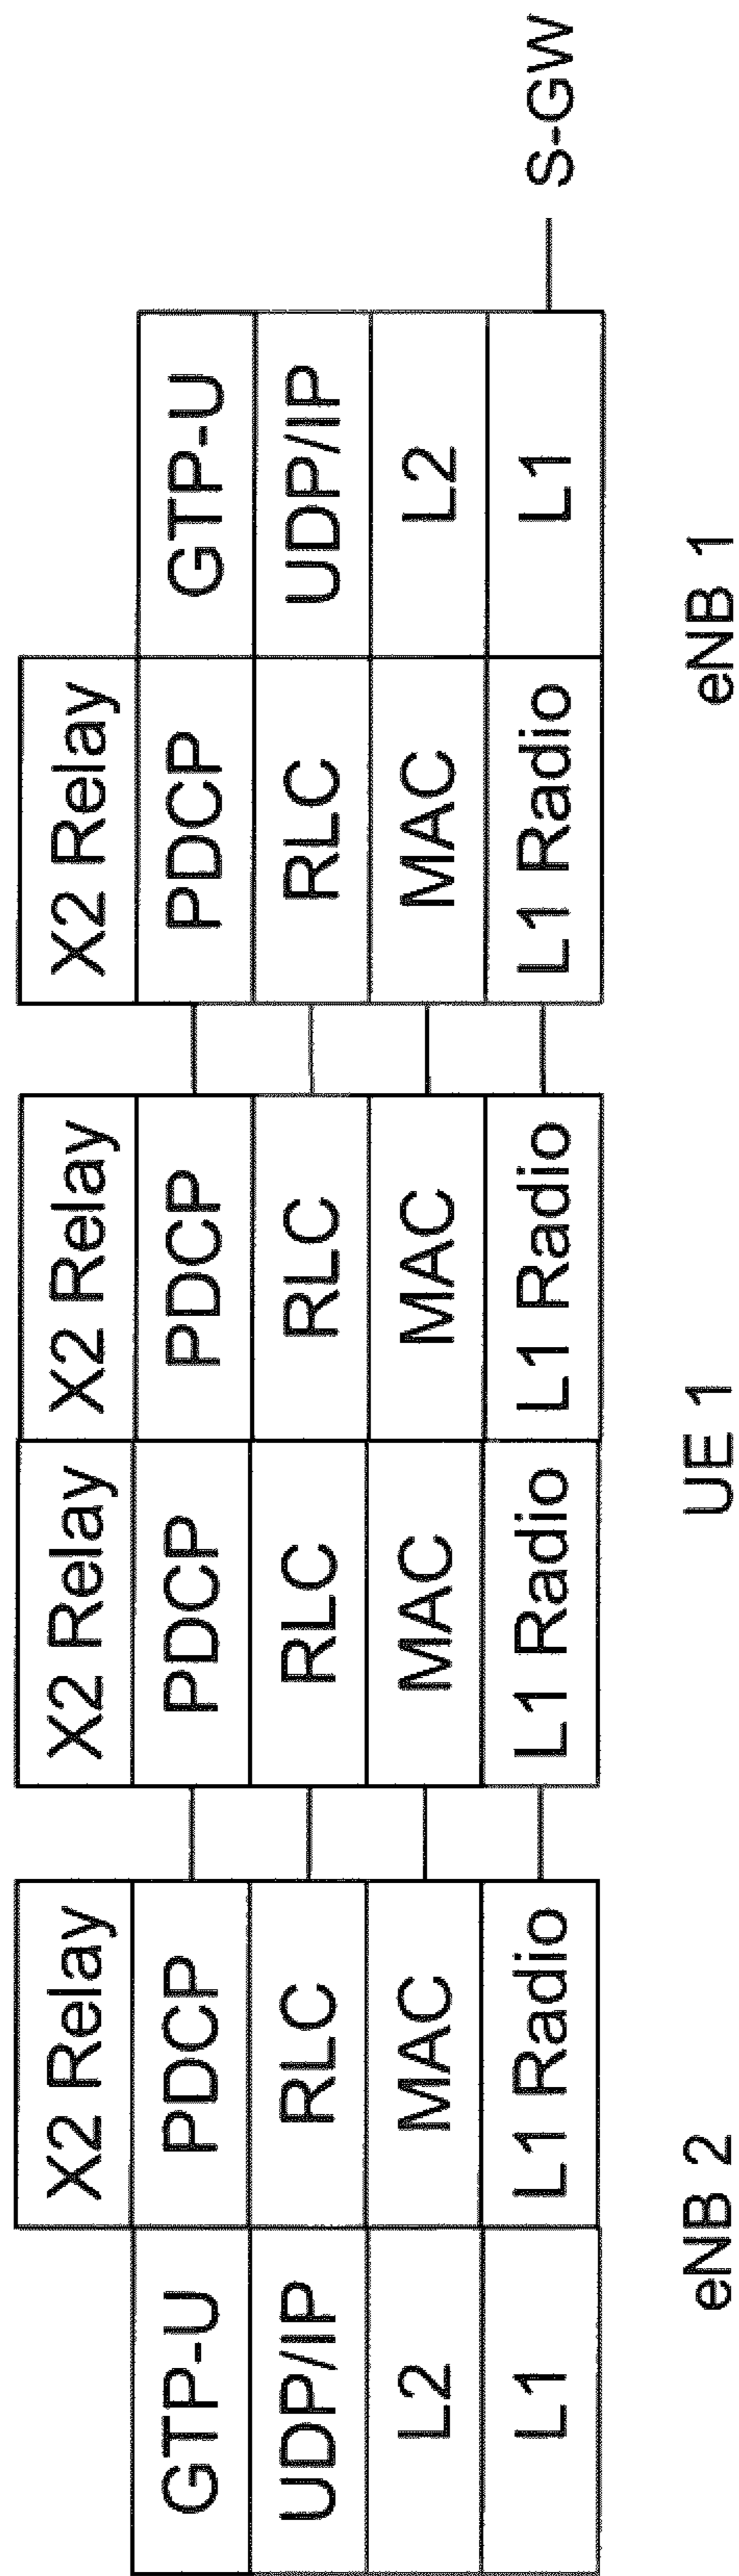 X2 Relay X2 Relay X2 Relay X2 Relay
GTP-U PDCP PDCP PDCP PDCP GTP-U
UDP/IP RLC RLC RLC RLC UDP/IP
L2 MAC MAC MAC MAC L2
L1 L1 Radio L1 Radio L1 Radio L1 Radio L1 S-GW
eNB 2 UE 1 eNB 1